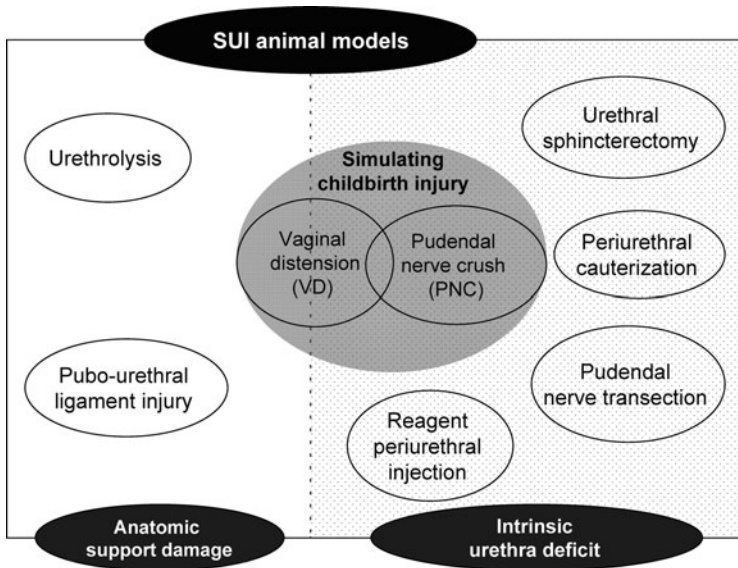 SUI animal models
Urethrolysis
Urethral
sphincterectomy
Simulating
childbirth injury
Vaginal
distension
(VD)
Pudendal
nerve crush
(PNC)
Periurethral
cauterization
Pubo-urethral
ligament injury
Pudendal
nerve transection
Reagent
periurethral
injection
Anatomic
support damage
Intrinsic
urethra deficit